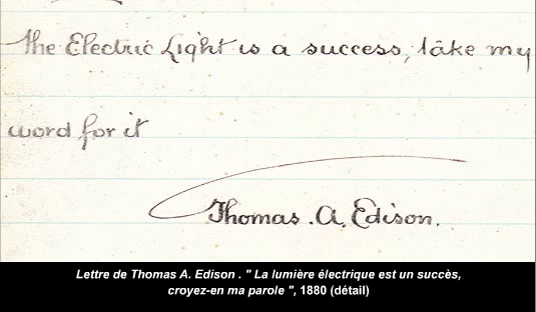 the Electric Light is a success, take my
word for it
Thomas. A. Edison.
Lettre de Thomas A. Edison . " La lumière électrique est un succès,
croyez-en ma parole ", 1880 (détail)